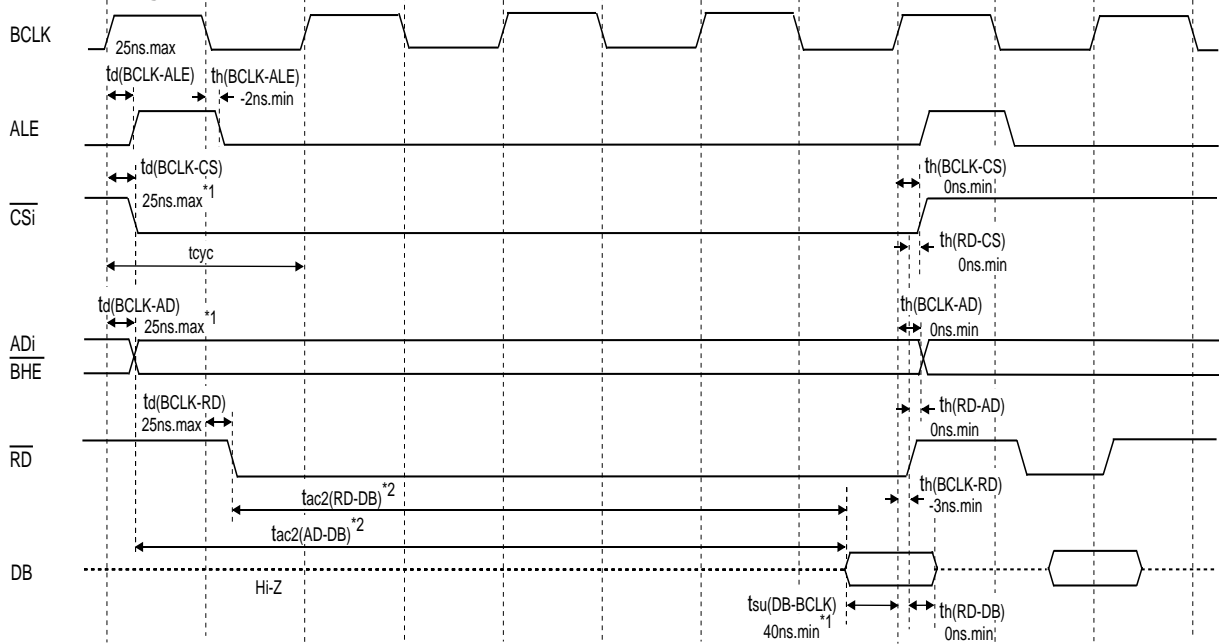 BCLK
25ns.max
td(BCLK-ALE)
th(BCLK-ALE)
-2ns.min
ALE
td(BCLK-CS)
25ns.max*1
th(BCLK-CS)
0ns.min
CSi
tcyc
th(RD-CS)
0ns.min
td(BCLK-AD)
25ns.max*1
th(BCLK-AD)
0ns.min
ADi
BHE
td(BCLK-RD)
25ns.max
th(RD-AD)
0ns.min
RD
tac2(RD-DB)*2
th(BCLK-RD)
-3ns.min
tac2(AD-DB)*2
DB
Hi-Z
tsu(DB-BCLK)
40ns.min*1
th(RD-DB)
0ns.min